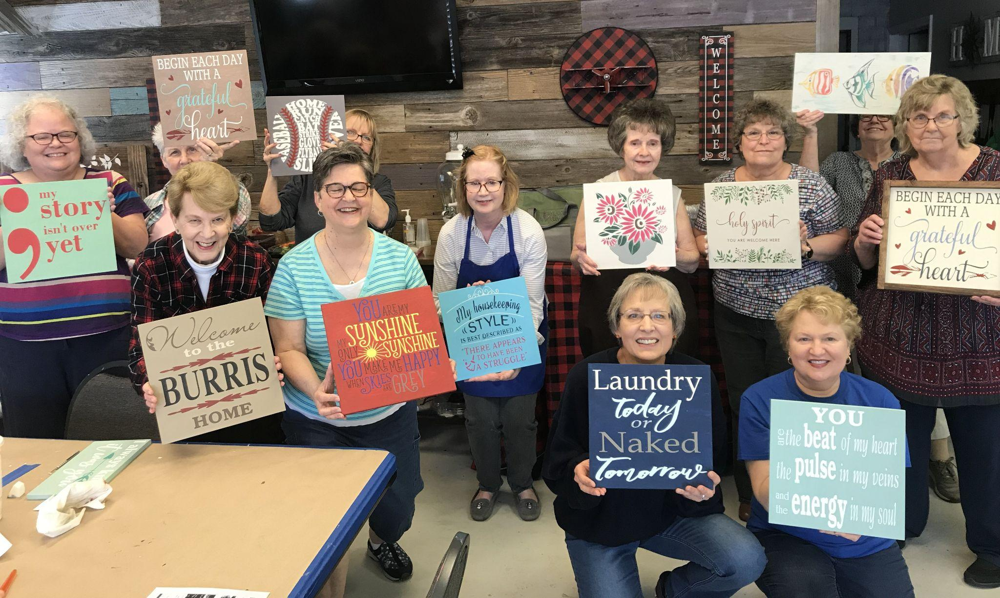 BEGIN EACH DAY
WITH A
grateful
heart
HOME
RUN
CATCH
BAT
STRIKE
GLOVE
FLYBALL
BASEBALL
VIZIO
WELCOME
my
story
isn't over
yet
Welcome
to the
BURRIS
HOME
YOU ARE MY
SUNSHINE
MY
ONLY
SUNSHINE
YOU MAKE ME HAPPY
WHEN SKIES
ARE GREY
My housekeeping
STYLE
IS BEST DESCRIBED AS
"THERE APPEARS
TO HAVE BEEN
A STRUGGLE"
holy spirit
YOU ARE WELCOME HERE
BEGIN EACH DAY
WITH A
grateful
heart
Laundry
today
or
Naked
Tomorrow
YOU
are the beat of my heart
the pulse in my veins
and
the energy in my soul
I always